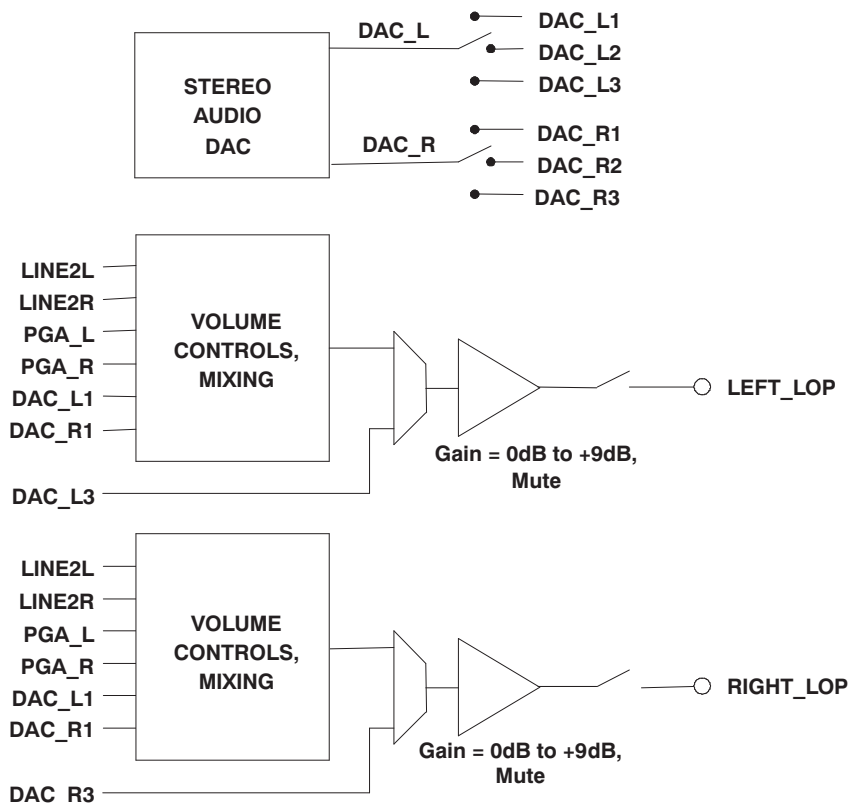 DAC_L
DAC_L1
DAC_L2
DAC_L3
STEREO
AUDIO
DAC
DAC_R
DAC_R1
DAC_R2
DAC_R3
LINE2L
LINE2R
PGA_L
PGA_R
DAC_L1
DAC_R1
DAC_L3
VOLUME
CONTROLS,
MIXING
LEFT_LOP
Gain = 0dB to +9dB,
Mute
LINE2L
LINE2R
PGA_L
PGA_R
DAC_L1
DAC_R1
DAC_R3
VOLUME
CONTROLS,
MIXING
RIGHT_LOP
Gain = 0dB to +9dB,
Mute